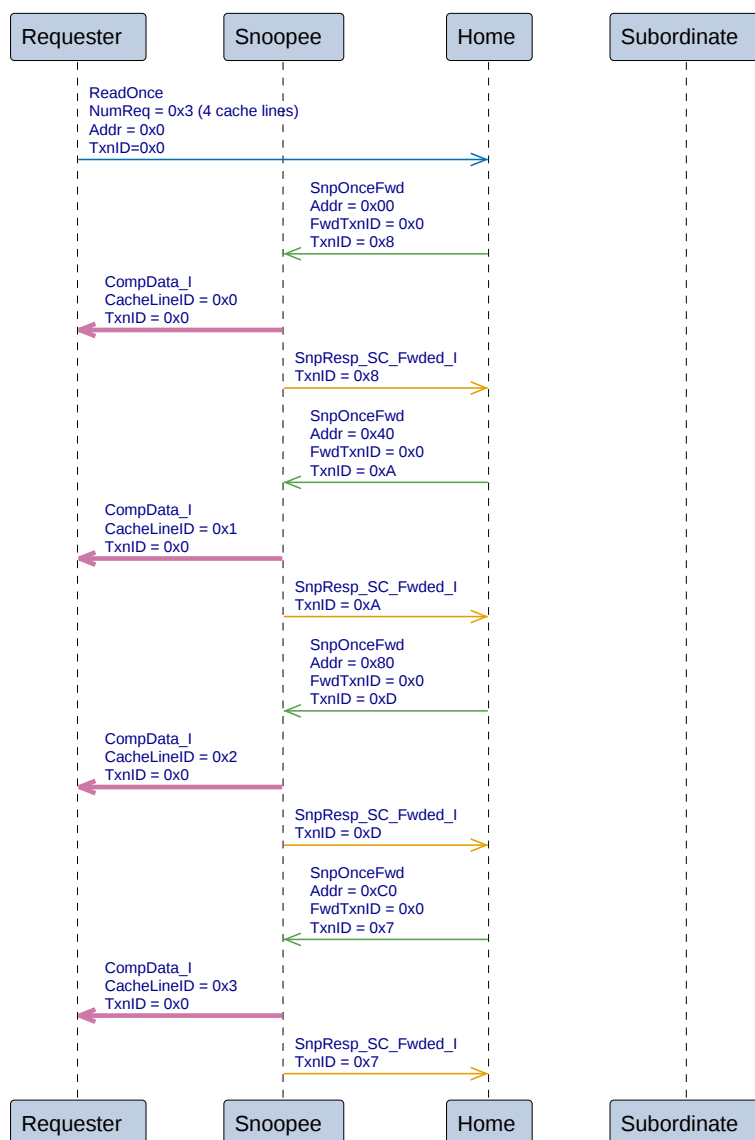 Requester Snoopee Home Subordinate
ReadOnce
NumReq = 0x3 (4 cache lines)
Addr = 0x0
TxnID=0x0
SnpOnceFwd
Addr = 0x00
FwdTxnID = 0x0
TxnID = 0x8
CompData_I
CacheLineID = 0x0
TxnID = 0x0
SnpResp_SC_Fwded_I
TxnID = 0x8
SnpOnceFwd
Addr = 0x40
FwdTxnID = 0x0
TxnID = 0xA
CompData_I
CacheLineID = 0x1
TxnID = 0x0
SnpResp_SC_Fwded_I
TxnID = 0xA
SnpOnceFwd
Addr = 0x80
FwdTxnID = 0x0
TxnID = 0xD
CompData_I
CacheLineID = 0x2
TxnID = 0x0
SnpResp_SC_Fwded_I
TxnID = 0xD
SnpOnceFwd
Addr = 0xC0
FwdTxnID = 0x0
TxnID = 0x7
CompData_I
CacheLineID = 0x3
TxnID = 0x0
SnpResp_SC_Fwded_I
TxnID = 0x7
Requester Snoopee Home Subordinate